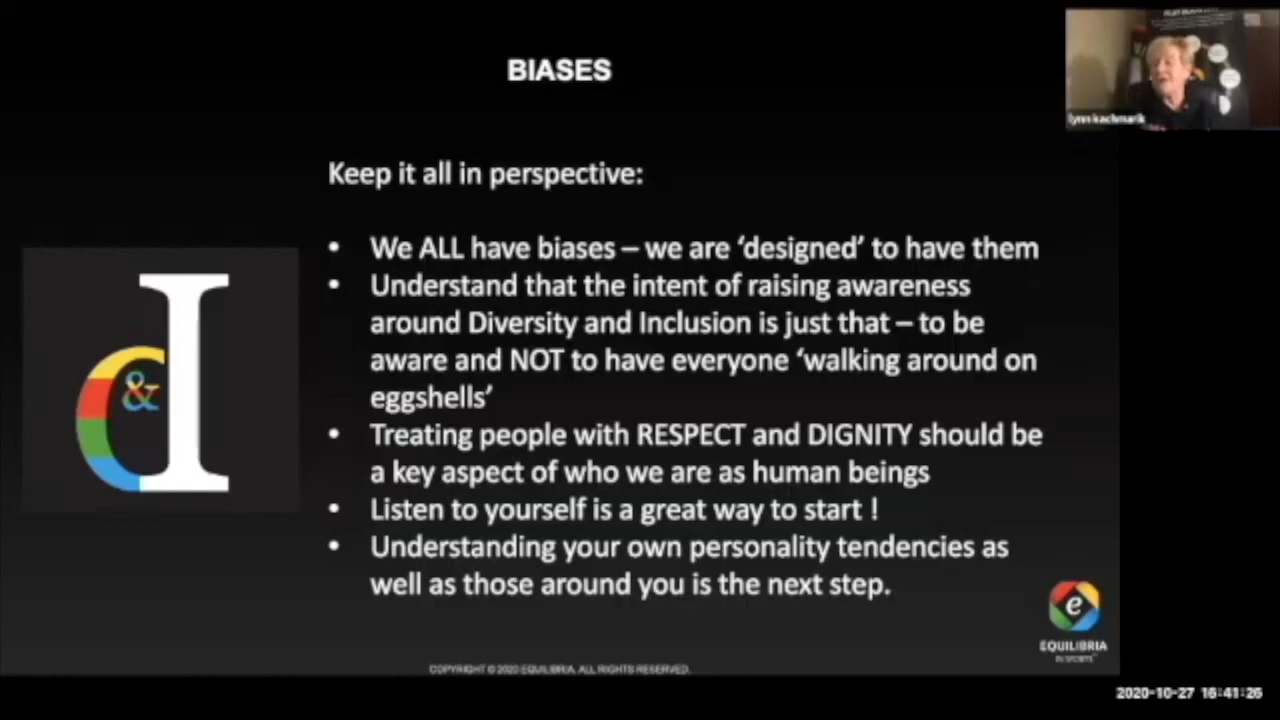 BIASES
lynn kachmarik
Keep it all in perspective:
• We ALL have biases – we are ‘designed’ to have them
• Understand that the intent of raising awareness
around Diversity and Inclusion is just that – to be
aware and NOT to have everyone ‘walking around on
eggshells’
• Treating people with RESPECT and DIGNITY should be
a key aspect of who we are as human beings
• Listen to yourself is a great way to start !
• Understanding your own personality tendencies as
well as those around you is the next step.
d&I
e
EQUILIBRIA
IN SPORTS™
COPYRIGHT © 2020 EQUILIBRIA. ALL RIGHTS RESERVED.
2020-10-27 16:41:26